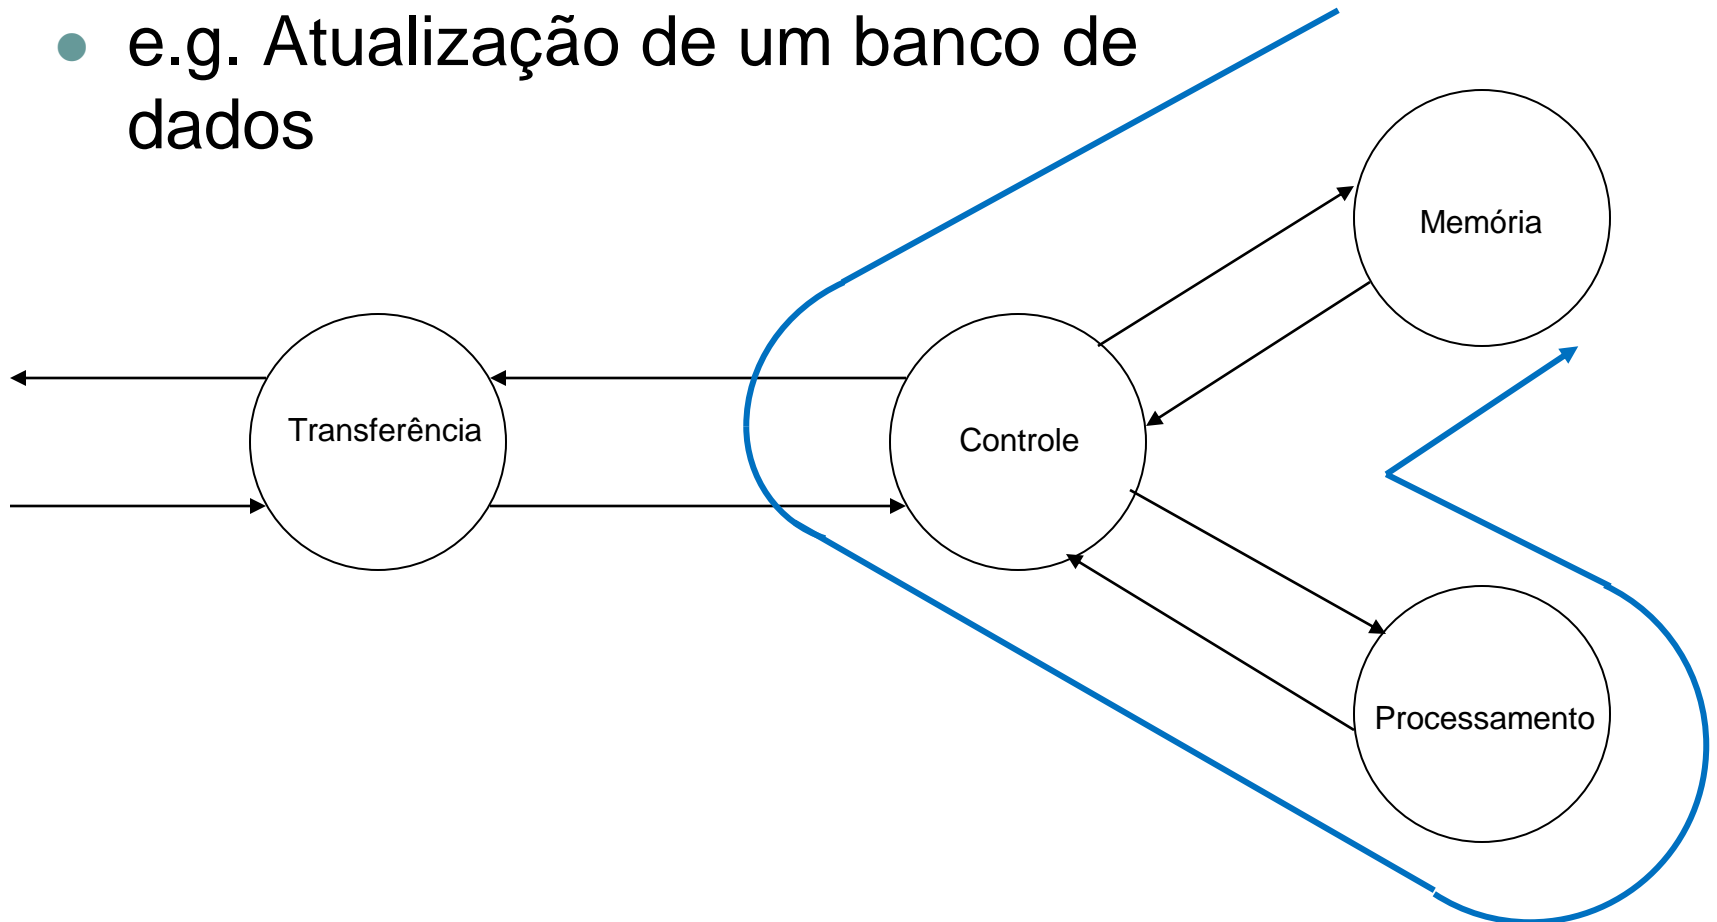 e.g. Atualização de um banco de
dados
Memória
Transferência
Controle
Processamento